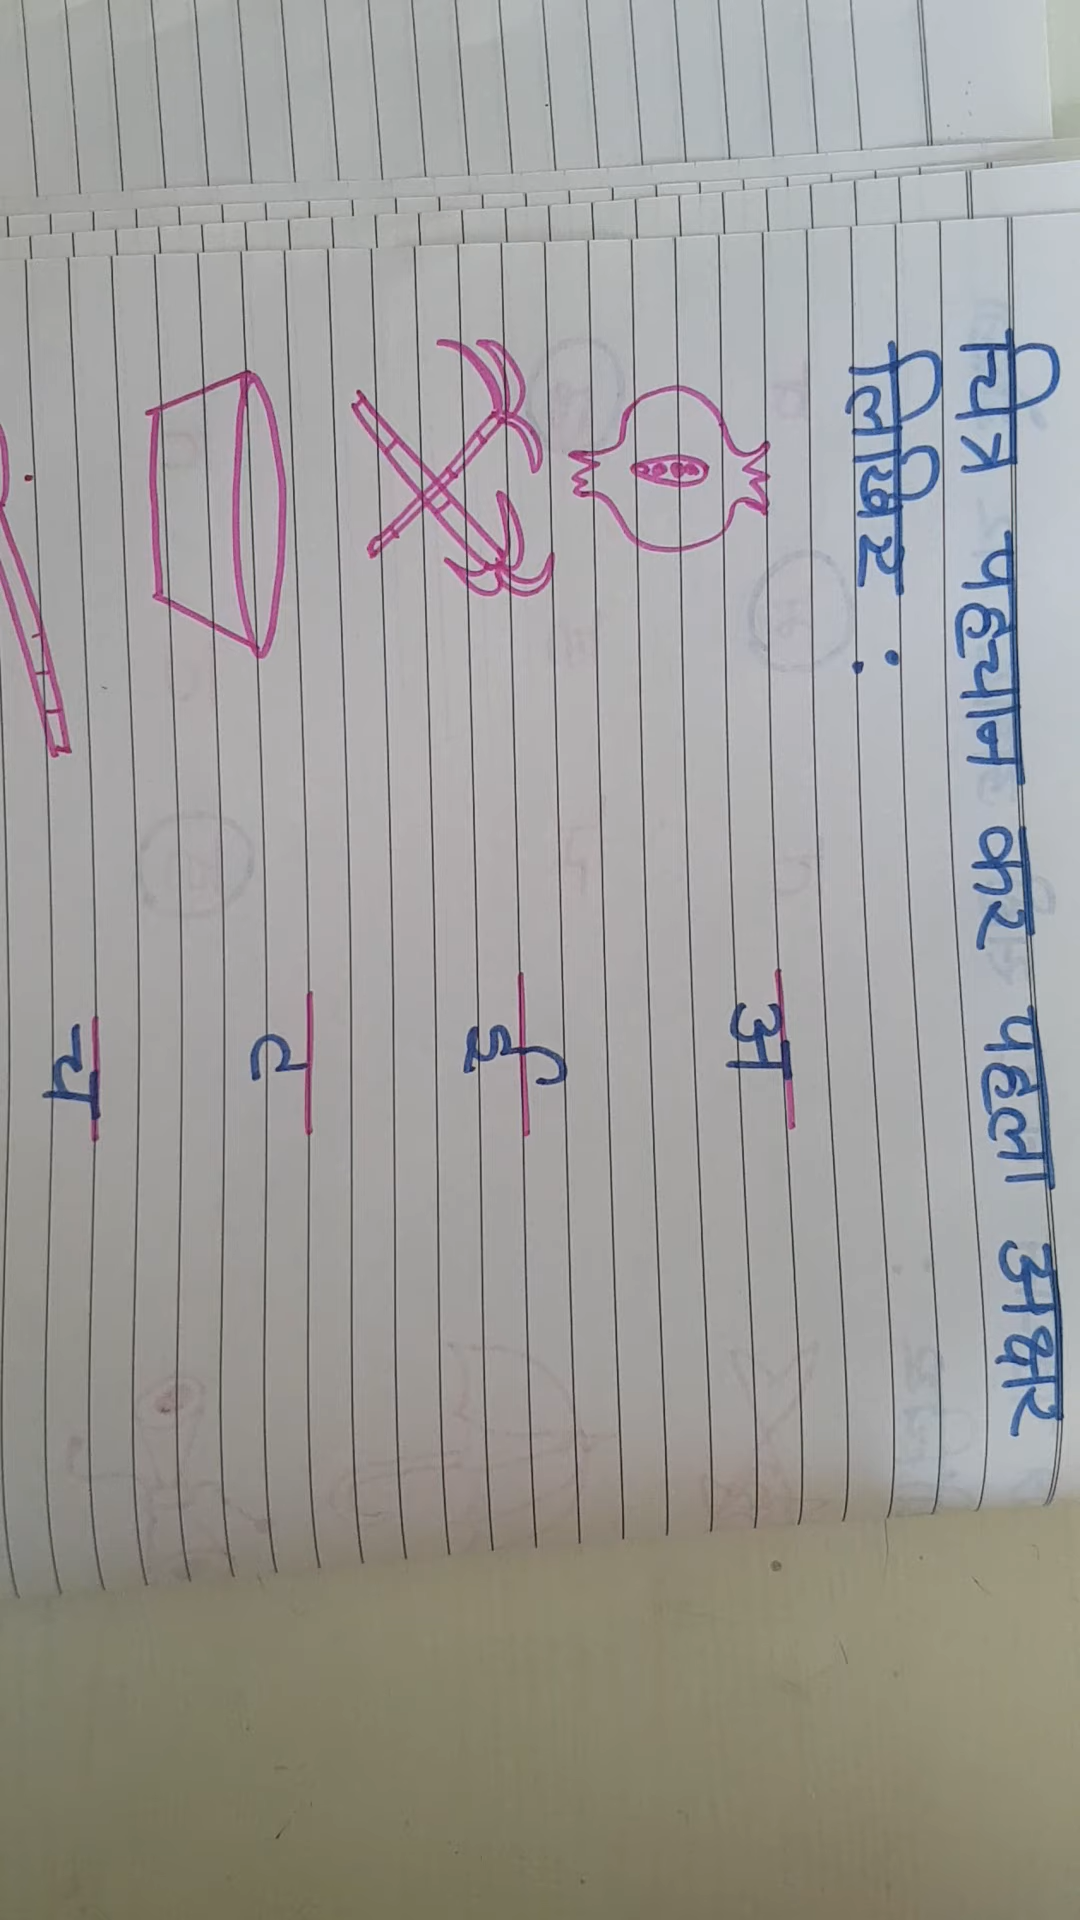 चित्र पहचान कर पहला अक्षर
लिखिए :
अ
ई
ट
च